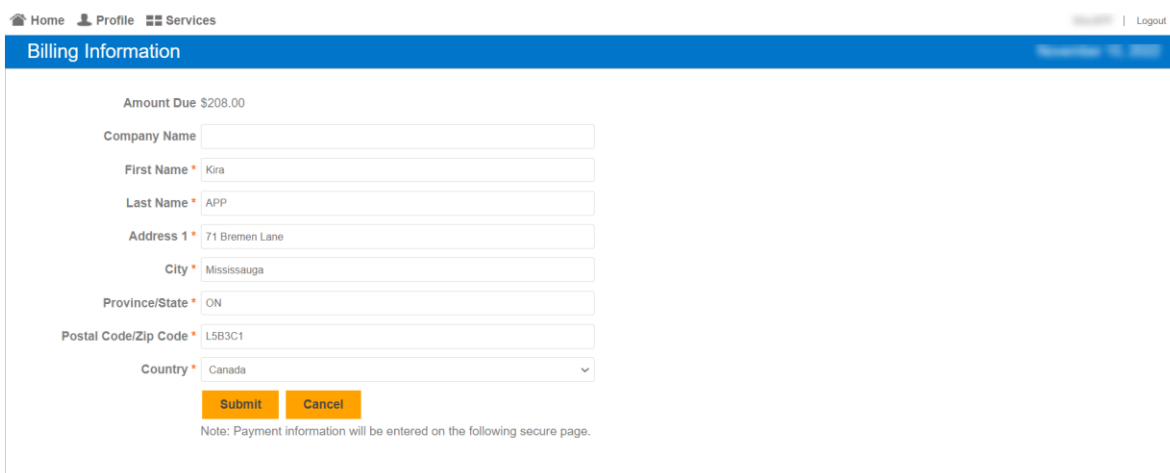 Home Profile Services | Logout
Billing Information
Amount Due $208.00
Company Name
First Name * Kira
Last Name * APP
Address 1 * 71 Bremen Lane
City * Mississauga
Province/State * ON
Postal Code/Zip Code * L5B3C1
Country * Canada
Submit Cancel
Note: Payment information will be entered on the following secure page.